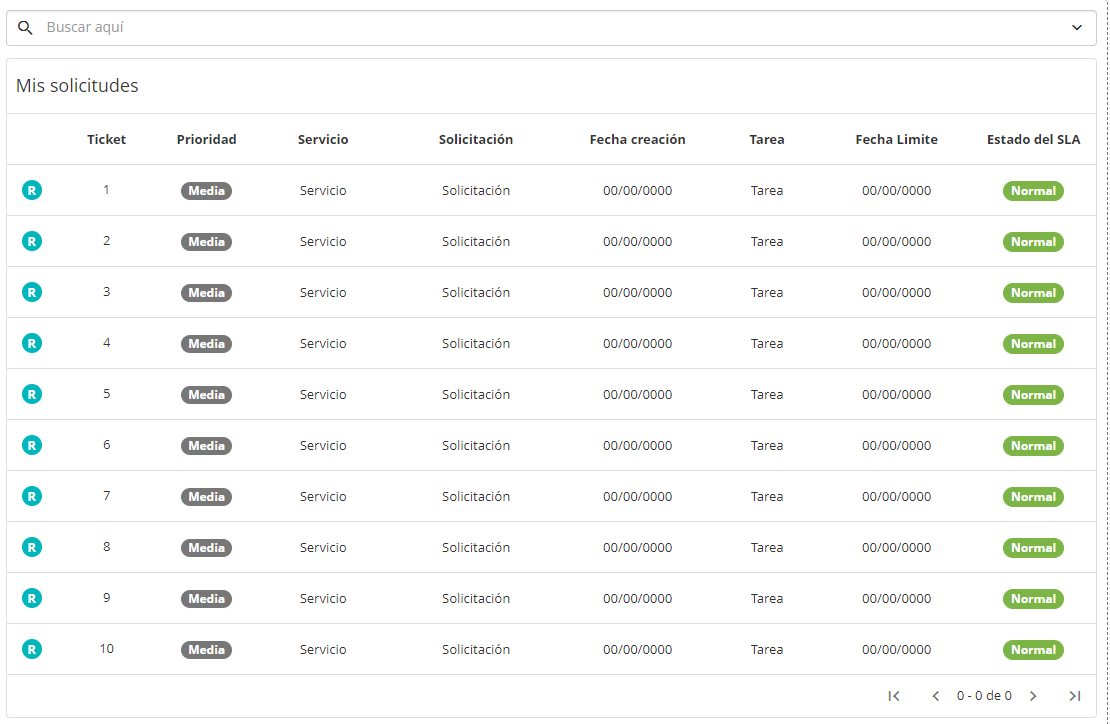 Buscar aquí
Mis solicitudes
Ticket Prioridad Servicio Solicitación Fecha creación Tarea Fecha Limite Estado del SLA
R 1 Media Servicio Solicitación 00/00/0000 Tarea 00/00/0000 Normal
R 2 Media Servicio Solicitación 00/00/0000 Tarea 00/00/0000 Normal
R 3 Media Servicio Solicitación 00/00/0000 Tarea 00/00/0000 Normal
R 4 Media Servicio Solicitación 00/00/0000 Tarea 00/00/0000 Normal
R 5 Media Servicio Solicitación 00/00/0000 Tarea 00/00/0000 Normal
R 6 Media Servicio Solicitación 00/00/0000 Tarea 00/00/0000 Normal
R 7 Media Servicio Solicitación 00/00/0000 Tarea 00/00/0000 Normal
R 8 Media Servicio Solicitación 00/00/0000 Tarea 00/00/0000 Normal
R 9 Media Servicio Solicitación 00/00/0000 Tarea 00/00/0000 Normal
R 10 Media Servicio Solicitación 00/00/0000 Tarea 00/00/0000 Normal
0 - 0 de 0